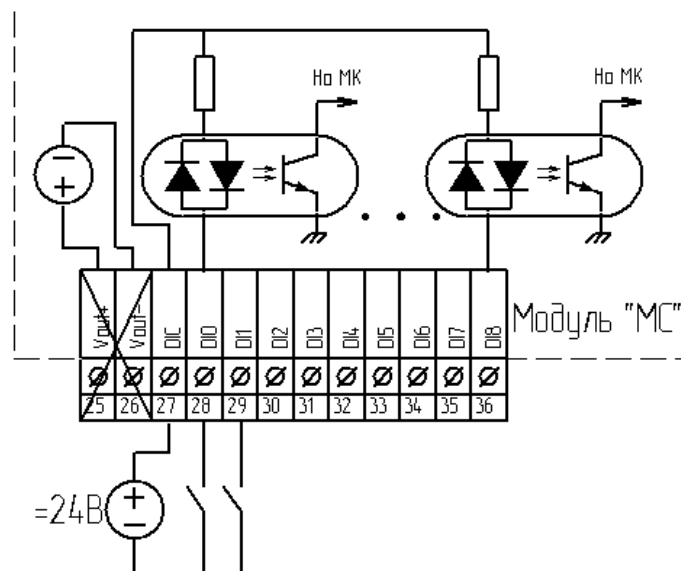 На МК
На МК
Vout+
Vout-
DIC
DI0
DI1
DI2
DI3
DI4
DI5
DI6
DI7
DI8
Модуль "МС"
25 26 27 28 29 30 31 32 33 34 35 36
=24В